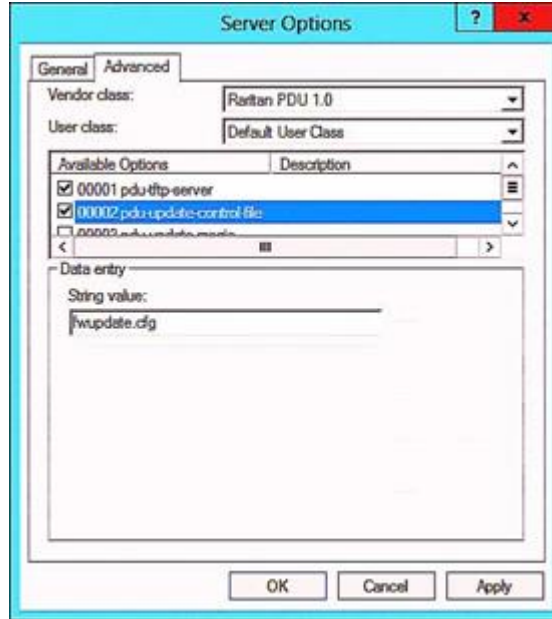 Server Options
?
x
General
Advanced
Vendor class:
Raritan PDU 1.0
User class:
Default User Class
Available Options
Description
00001 pdu-tftp-server
00002 pdu-update-control-file
Data entry
String value:
fwupdate.cfg
OK
Cancel
Apply